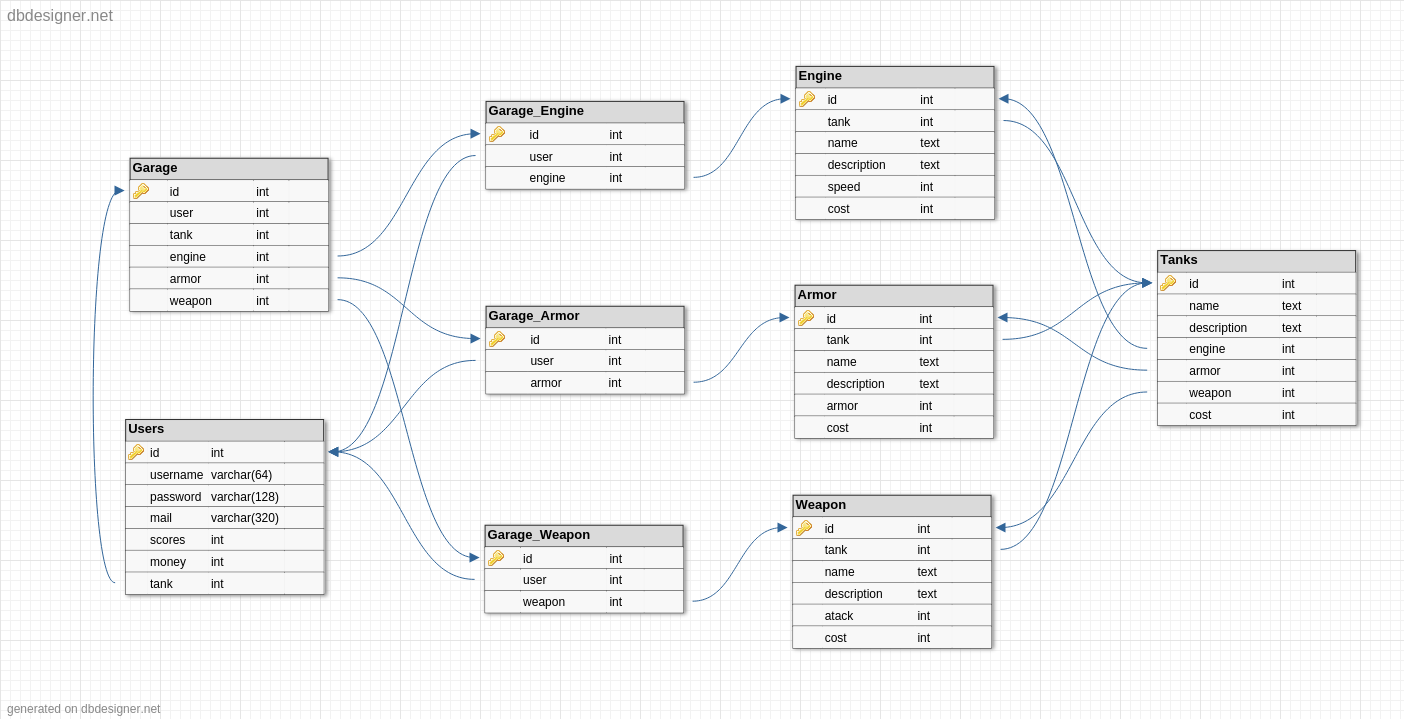 dbdesigner.net
Garage
id int
user int
tank int
engine int
armor int
weapon int
Users
id int
username varchar(64)
password varchar(128)
mail varchar(320)
scores int
money int
tank int
Garage_Engine
id int
user int
engine int
Garage_Armor
id int
user int
armor int
Garage_Weapon
id int
user int
weapon int
Engine
id int
tank int
name text
description text
speed int
cost int
Armor
id int
tank int
name text
description text
armor int
cost int
Weapon
id int
tank int
name text
description text
atack int
cost int
Tanks
id int
name text
description text
engine int
armor int
weapon int
cost int
generated on dbdesigner.net